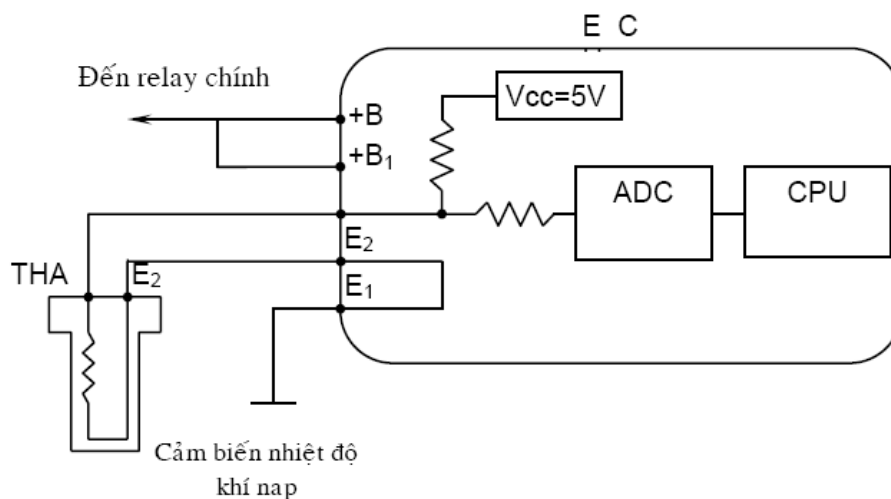 E C
Đến relay chính
Vcc=5V
+B
+B₁
ADC
CPU
E₂
THA
E₂
E₁
Cảm biến nhiệt độ
khí nap